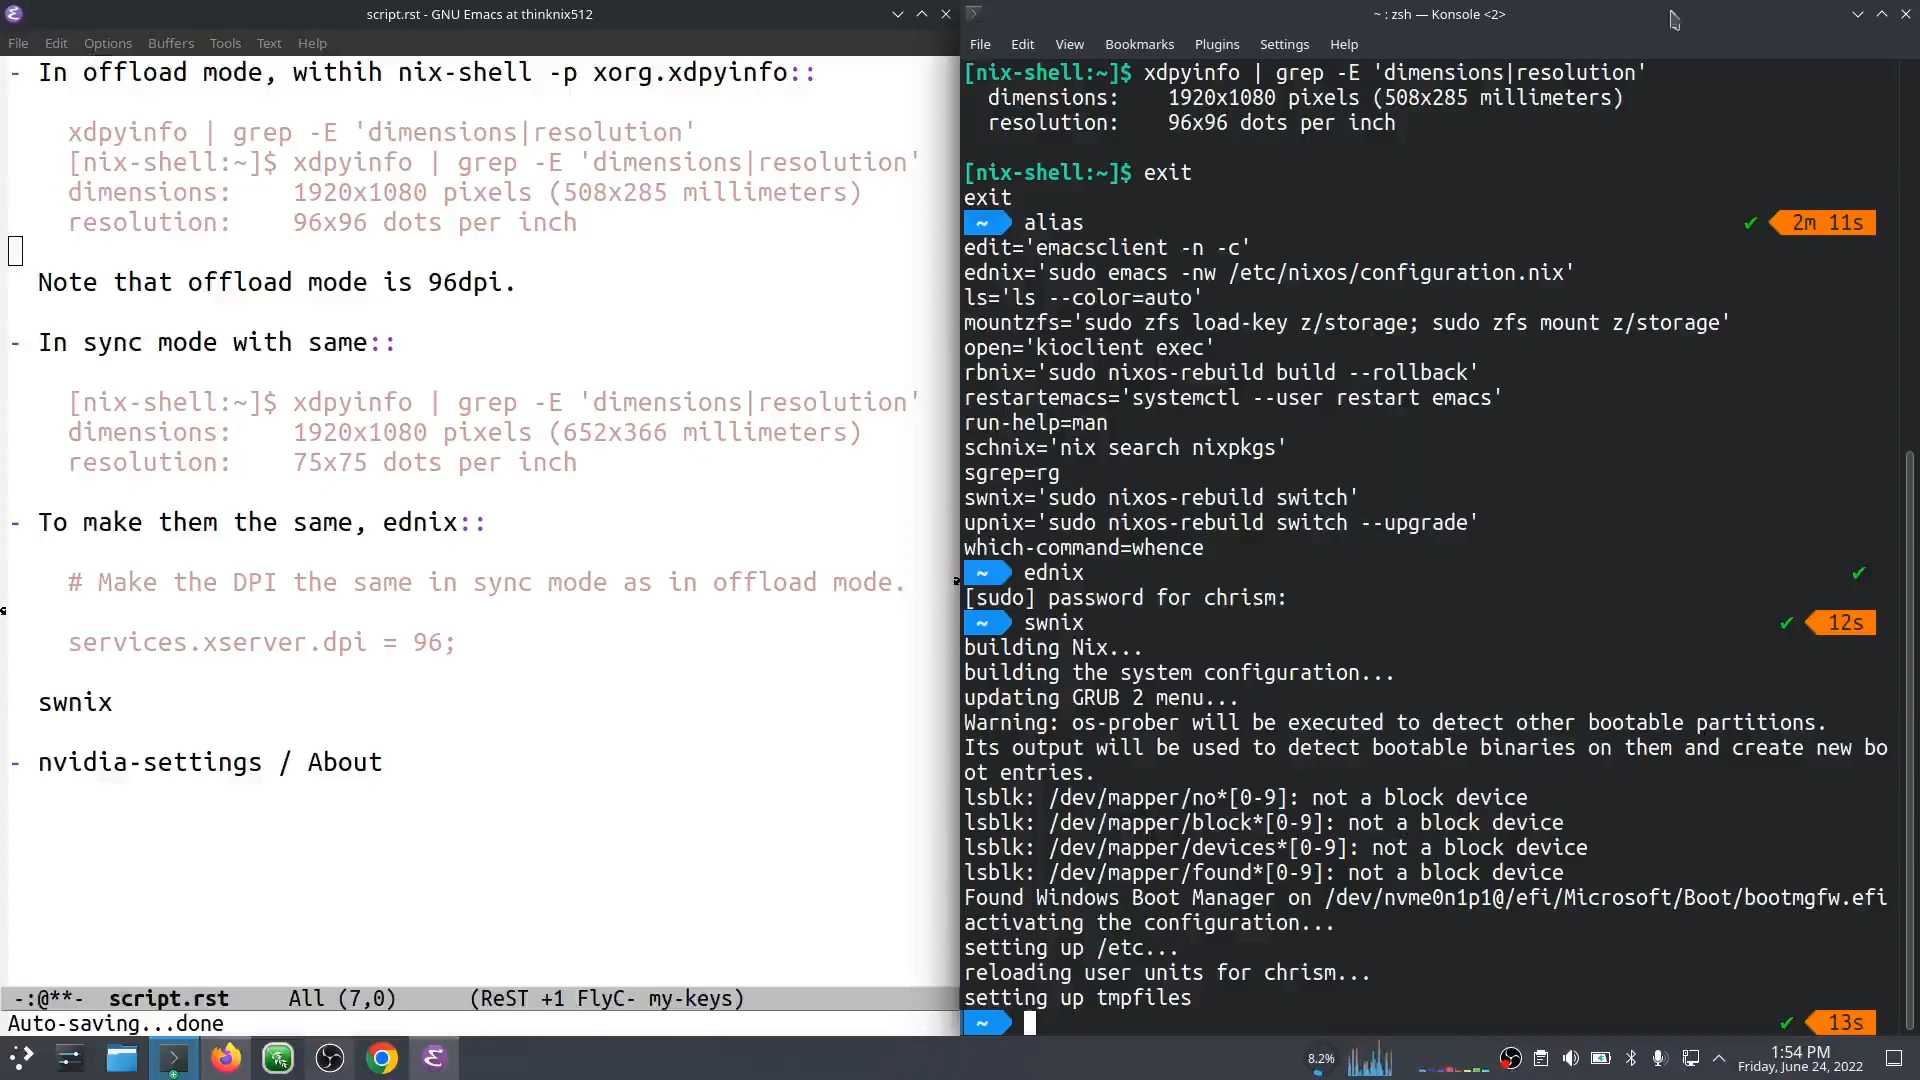 script.rst - GNU Emacs at thinknix512
File Edit Options Buffers Tools Text Help
- In offload mode, withih nix-shell -p xorg.xdpyinfo::
xdpyinfo | grep -E 'dimensions|resolution'
[nix-shell:~]$ xdpyinfo | grep -E 'dimensions|resolution'
dimensions:    1920x1080 pixels (508x285 millimeters)
resolution:    96x96 dots per inch
Note that offload mode is 96dpi.
- In sync mode with same::
[nix-shell:~]$ xdpyinfo | grep -E 'dimensions|resolution'
dimensions:    1920x1080 pixels (652x366 millimeters)
resolution:    75x75 dots per inch
- To make them the same, ednix::
# Make the DPI the same in sync mode as in offload mode.
services.xserver.dpi = 96;
swnix
- nvidia-settings / About
-:@**-  script.rst     All (7,0)     (ReST +1 FlyC- my-keys)
Auto-saving...done
~ : zsh — Konsole <2>
File Edit View Bookmarks Plugins Settings Help
[nix-shell:~]$ xdpyinfo | grep -E 'dimensions|resolution'
dimensions:    1920x1080 pixels (508x285 millimeters)
resolution:    96x96 dots per inch
[nix-shell:~]$ exit
exit
~ alias ✔ 2m 11s
edit='emacsclient -n -c'
ednix='sudo emacs -nw /etc/nixos/configuration.nix'
ls='ls --color=auto'
mountzfs='sudo zfs load-key z/storage; sudo zfs mount z/storage'
open='kioclient exec'
rbnix='sudo nixos-rebuild build --rollback'
restartemacs='systemctl --user restart emacs'
run-help=man
schnix='nix search nixpkgs'
sgrep=rg
swnix='sudo nixos-rebuild switch'
upnix='sudo nixos-rebuild switch --upgrade'
which-command=whence
~ ednix ✔
[sudo] password for chrism:
~ swnix ✔ 12s
building Nix...
building the system configuration...
updating GRUB 2 menu...
Warning: os-prober will be executed to detect other bootable partitions.
Its output will be used to detect bootable binaries on them and create new bo
ot entries.
lsblk: /dev/mapper/no*[0-9]: not a block device
lsblk: /dev/mapper/block*[0-9]: not a block device
lsblk: /dev/mapper/devices*[0-9]: not a block device
lsblk: /dev/mapper/found*[0-9]: not a block device
Found Windows Boot Manager on /dev/nvme0n1p1@/efi/Microsoft/Boot/bootmgfw.efi
activating the configuration...
setting up /etc...
reloading user units for chrism...
setting up tmpfiles
~ ✔ 13s
8.2%
1:54 PM
Friday, June 24, 2022